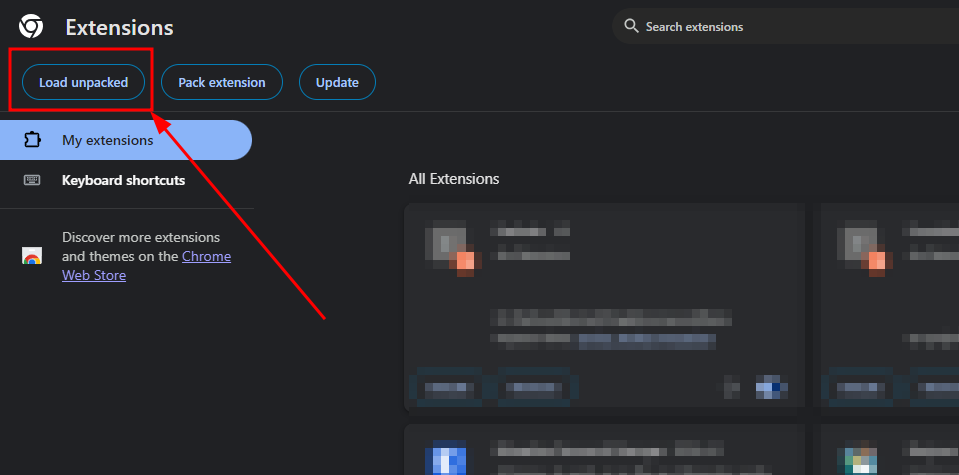 Extensions
Search extensions
Load unpacked
Pack extension
Update
My extensions
Keyboard shortcuts
Discover more extensions
and themes on the Chrome
Web Store
All Extensions